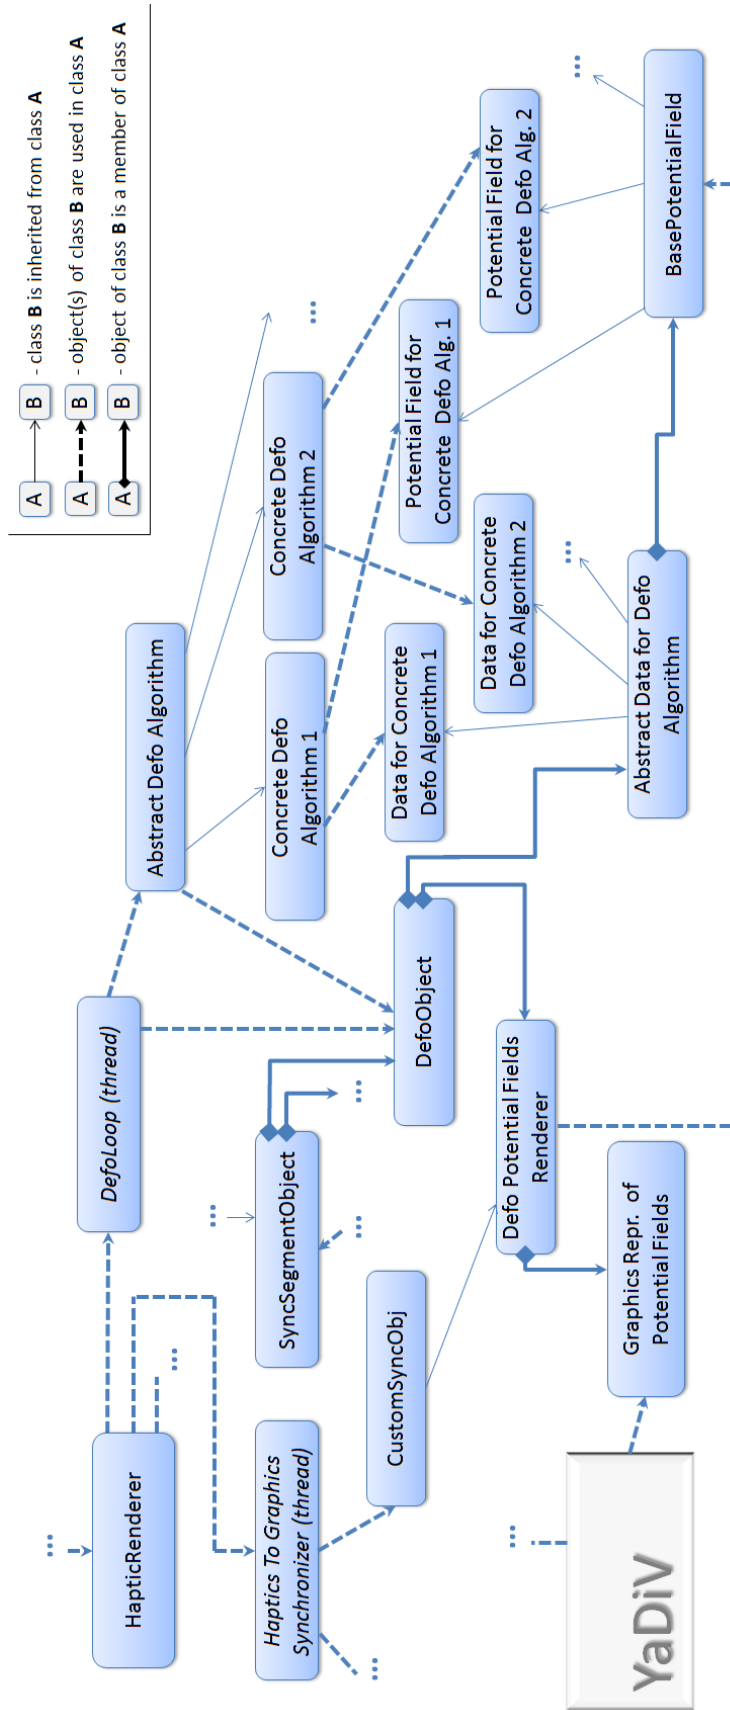 A
B
- class B is inherited from class A
A
B
- object(s) of class B are used in class A
A
B
- object of class B is a member of class A
...
HapticRenderer
...
DefoLoop (thread)
Abstract Defo Algorithm
Haptics To Graphics
Synchronizer (thread)
...
...
SyncSegmentObject
...
...
Concrete Defo
Algorithm 1
Concrete Defo
Algorithm 2
...
CustomSyncObj
DefoObject
Data for Concrete
Defo Algorithm 1
Potential Field for
Concrete Defo Alg. 1
Defo Potential Fields
Renderer
Data for Concrete
Defo Algorithm 2
Potential Field for
Concrete Defo Alg. 2
...
YaDiV
Graphics Repr. of
Potential Fields
Abstract Data for Defo
Algorithm
...
BasePotentialField
...